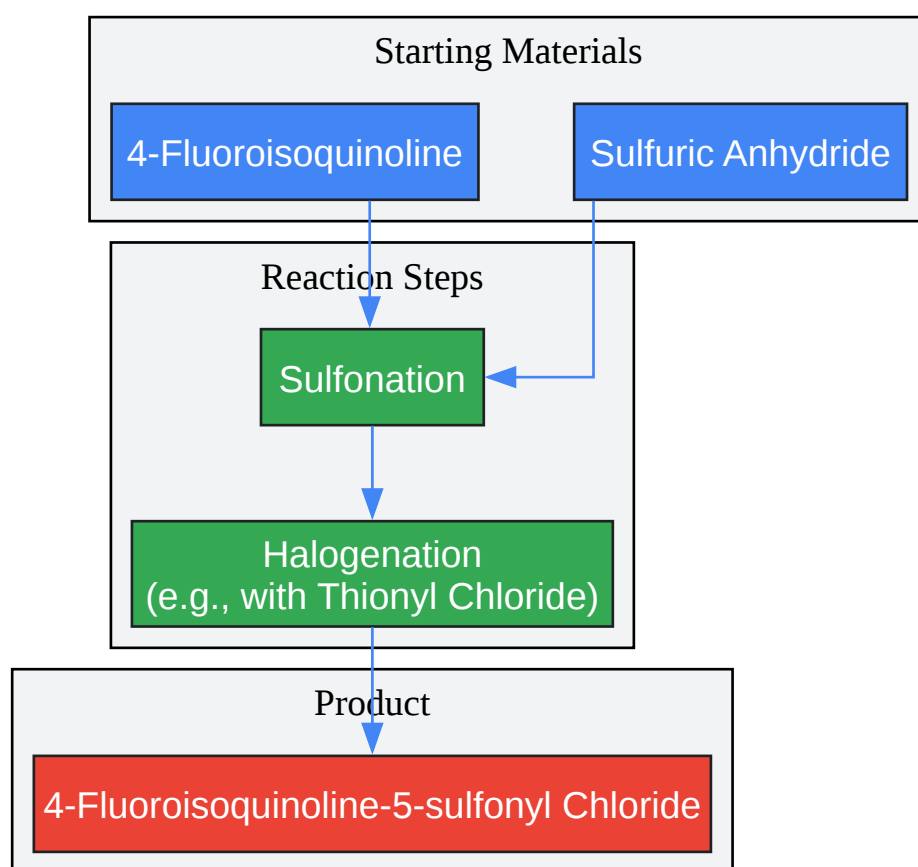 Starting Materials
4-Fluoroisoquinoline
Sulfuric Anhydride
Reaction Steps
Sulfonation
Halogenation
(e.g., with Thionyl Chloride)
Product
4-Fluoroisoquinoline-5-sulfonyl Chloride